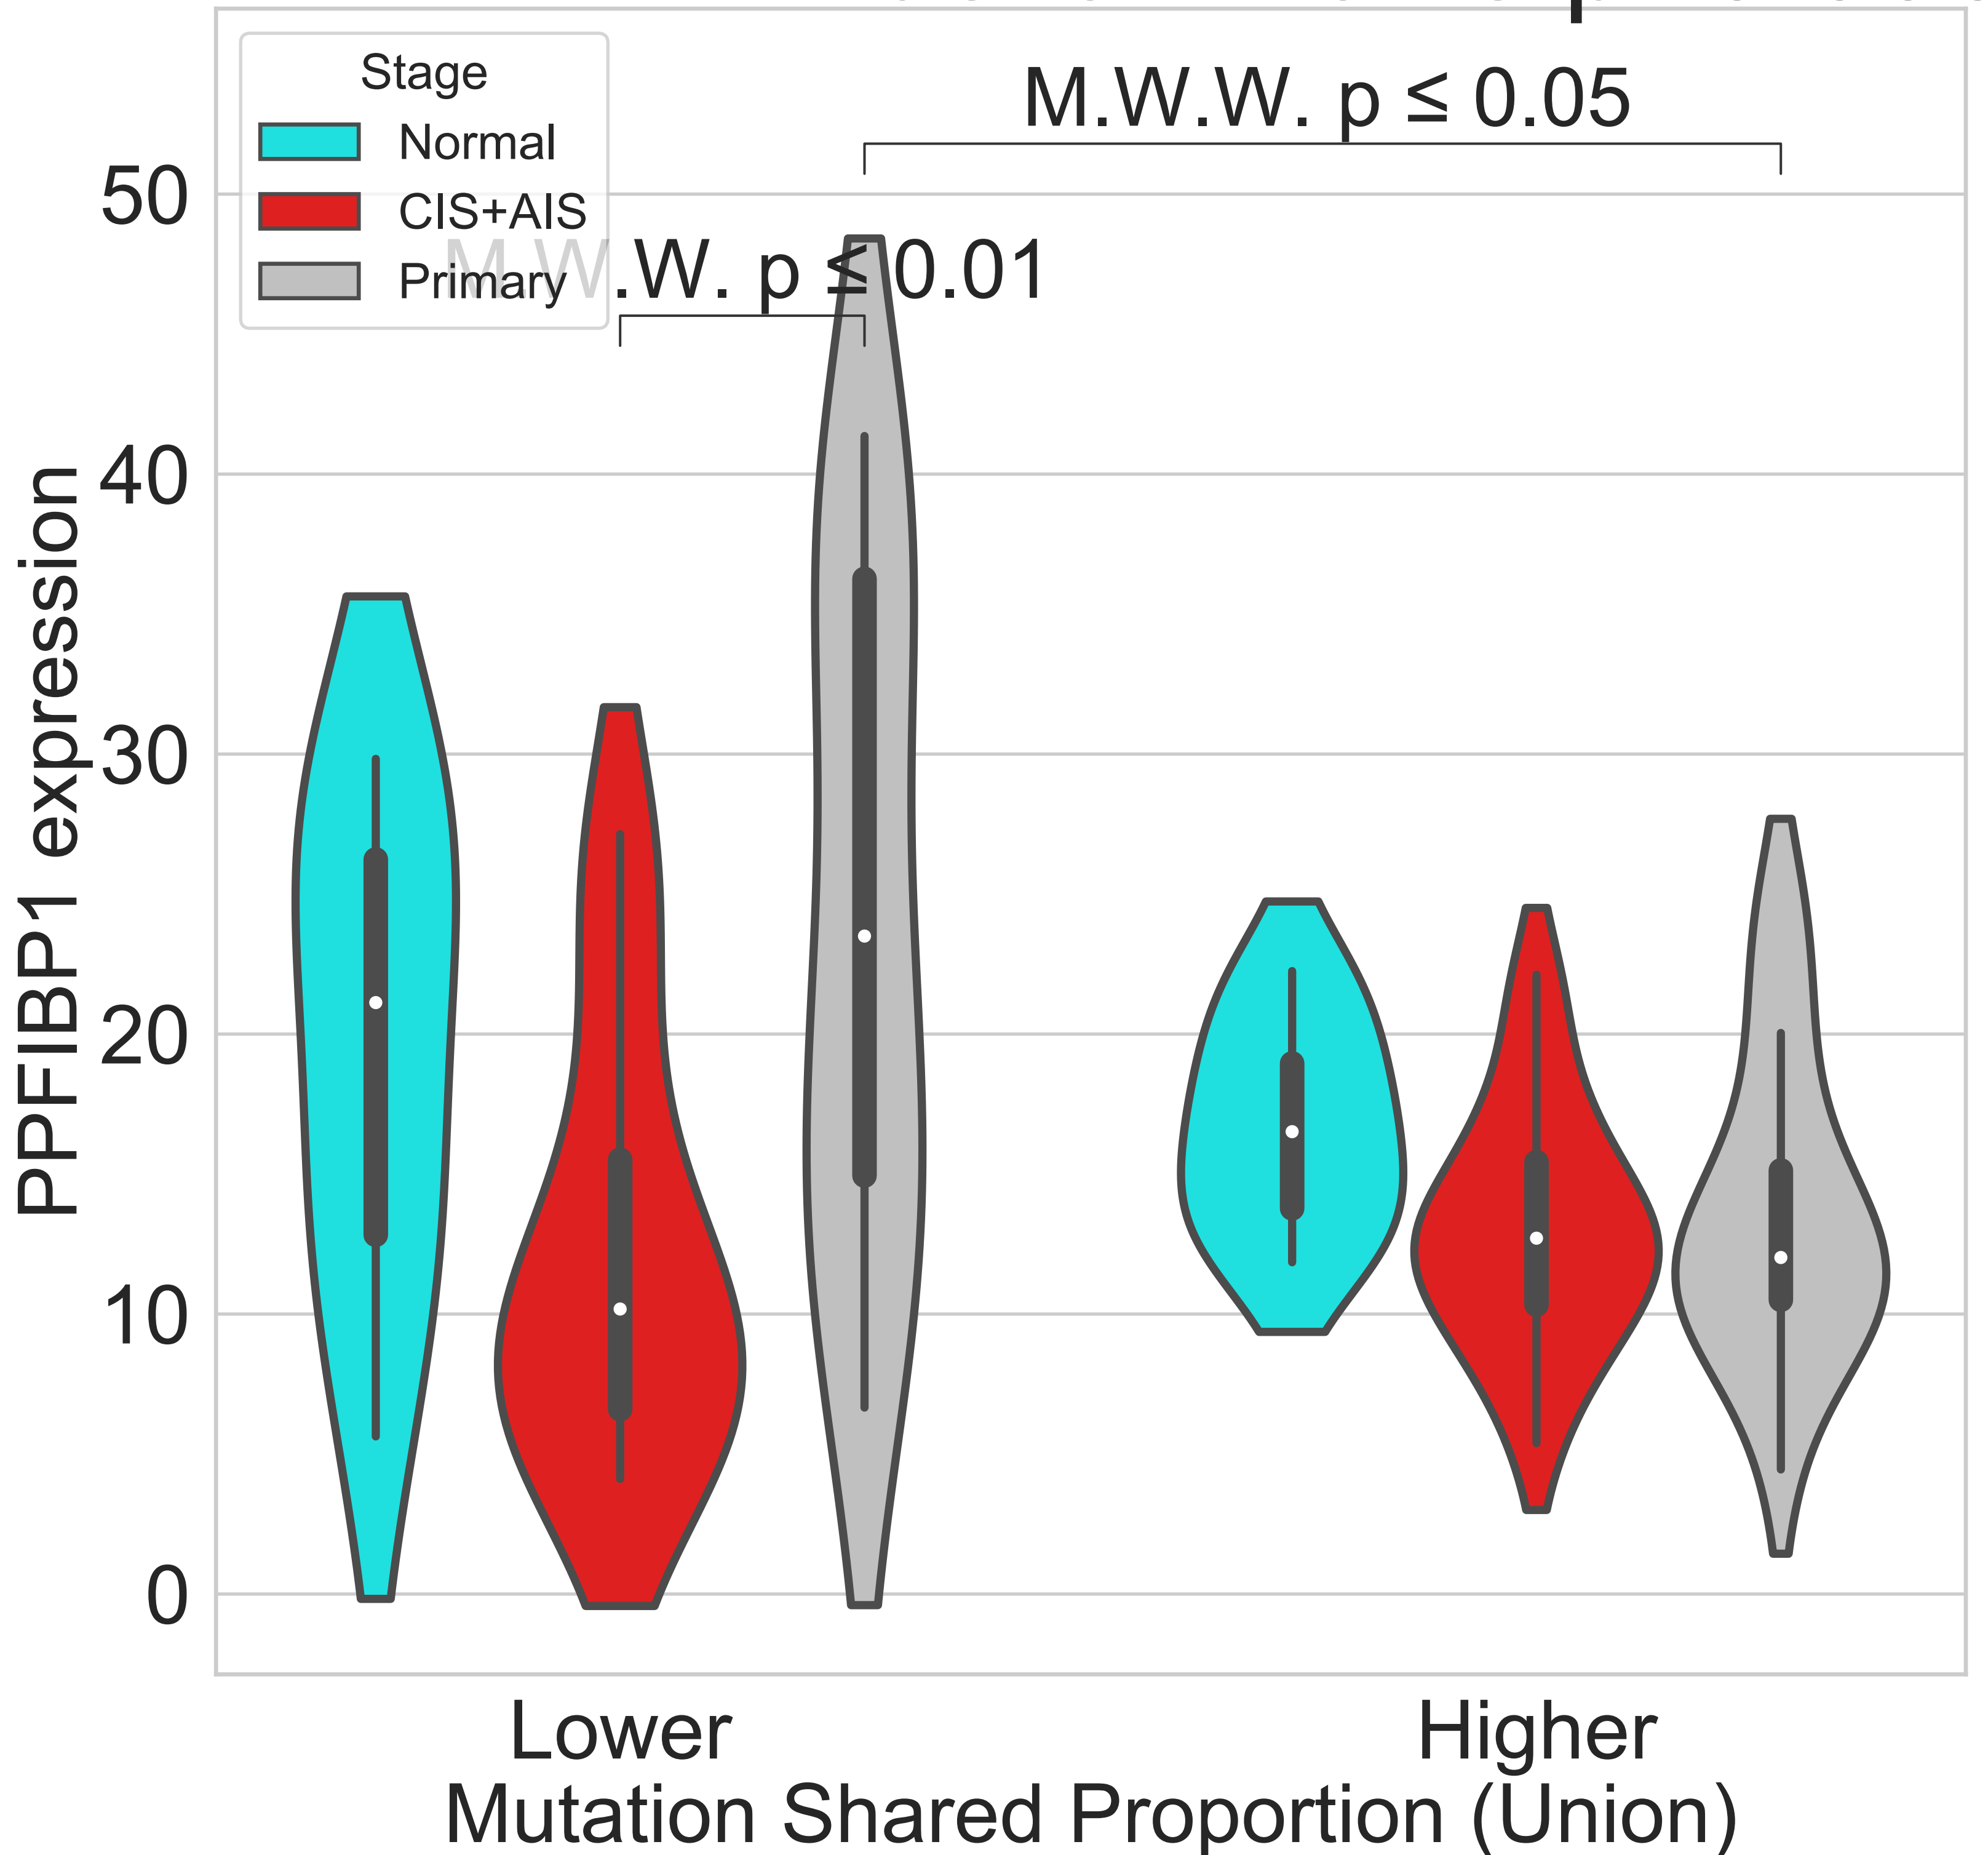 M.W.W. p ≤ 0.05
Stage
Normal
CIS+AIS
Primary
M.W.W. p ≤ 0.01
50
40
30
20
10
0
PPFIBP1 expression
Lower
Higher
Mutation Shared Proportion (Union)